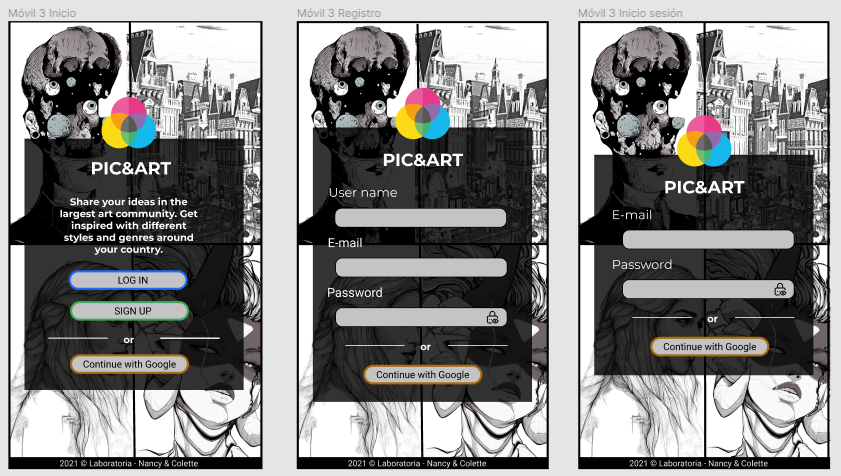 Móvil 3 Inicio
PIC&ART
Share your ideas in the
largest art community. Get
inspired with different
styles and genres around
your country.
LOG IN
SIGN UP
or
Continue with Google
2021 © Laboratoria - Nancy & Colette
Móvil 3 Registro
PIC&ART
User name
E-mail
Password
or
Continue with Google
2021 © Laboratoria - Nancy & Colette
Móvil 3 Inicio sesión
PIC&ART
E-mail
Password
or
Continue with Google
2021 © Laboratoria - Nancy & Colette